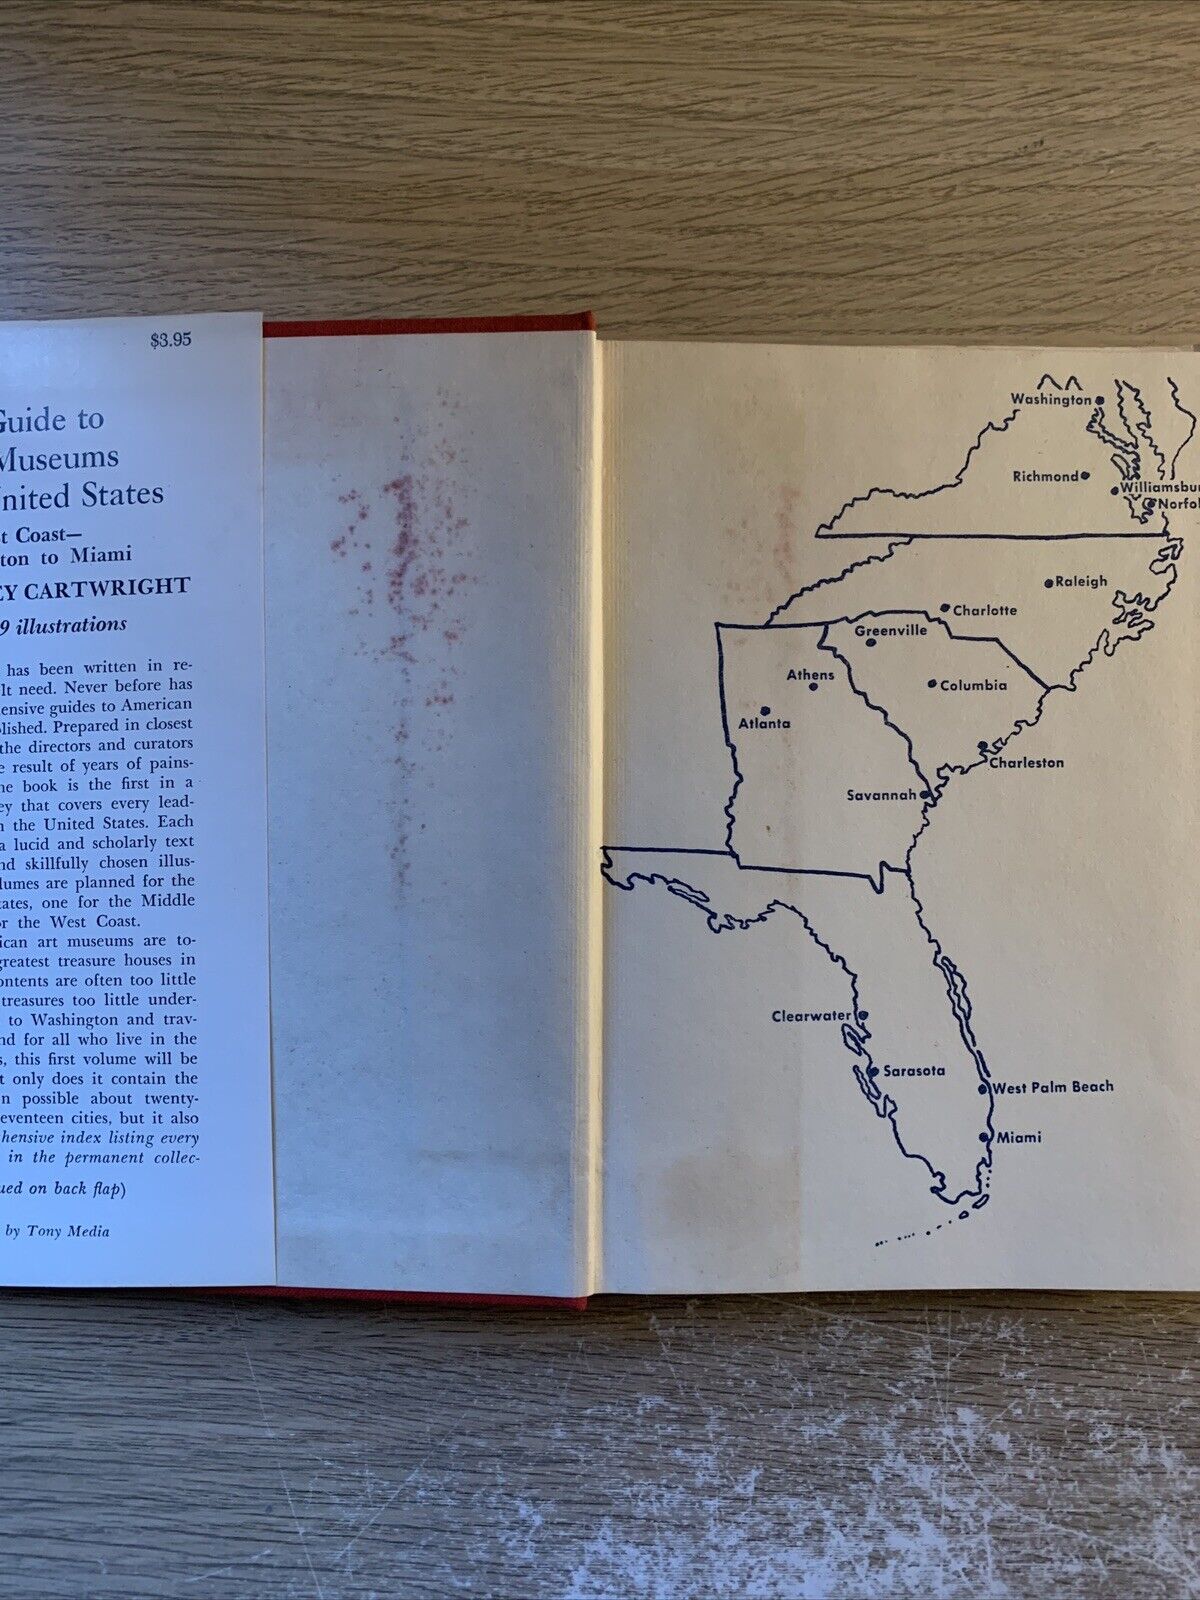 $3.95
Guide to
Museums
United States
t Coast—
ton to Miami
EY CARTWRIGHT
9 illustrations
has been written in re-
lt need. Never before has
ensive guides to American
lished. Prepared in closest
the directors and curators
e result of years of pains-
he book is the first in a
ey that covers every lead-
n the United States. Each
a lucid and scholarly text
nd skillfully chosen illus-
lumes are planned for the
tates, one for the Middle
or the West Coast.
ican art museums are to-
greatest treasure houses in
ontents are often too little
treasures too little under-
to Washington and trav-
nd for all who live in the
s, this first volume will be
t only does it contain the
n possible about twenty-
eventeen cities, but it also
hensive index listing every
in the permanent collec-
ued on back flap)
by Tony Media
Washington
Richmond
Williamsbu
Norfol
Raleigh
Charlotte
Greenville
Athens
Columbia
Atlanta
Charleston
Savannah
Clearwater
Sarasota
West Palm Beach
Miami